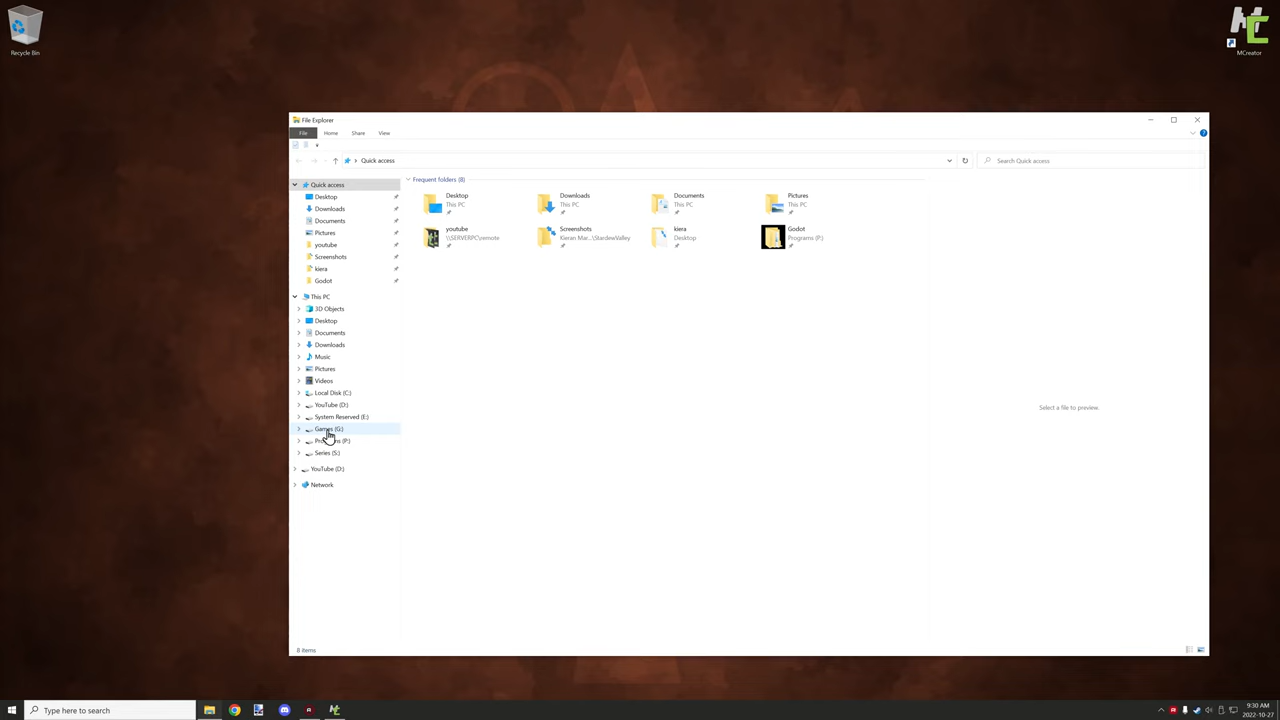 Recycle Bin
MCreator
File Explorer
File Home Share View
Quick access
Search Quick access
Quick access
Desktop
Downloads
Documents
Pictures
youtube
Screenshots
kiera
Godot
This PC
3D Objects
Desktop
Documents
Downloads
Music
Pictures
Videos
Local Disk (C:)
YouTube (D:)
System Reserved (E:)
Games (G:)
(P:)
Series (S:)
YouTube (D:)
Network
Frequent folders (8)
Desktop
This PC
Downloads
This PC
Documents
This PC
Pictures
This PC
youtube
\\SERVERPC\remote
Screenshots
Kieran Mar...\StardewValley
kiera
Desktop
Godot
Programs (P:)
Select a file to preview.
8 items
Type here to search
9:30 AM
2022-10-27